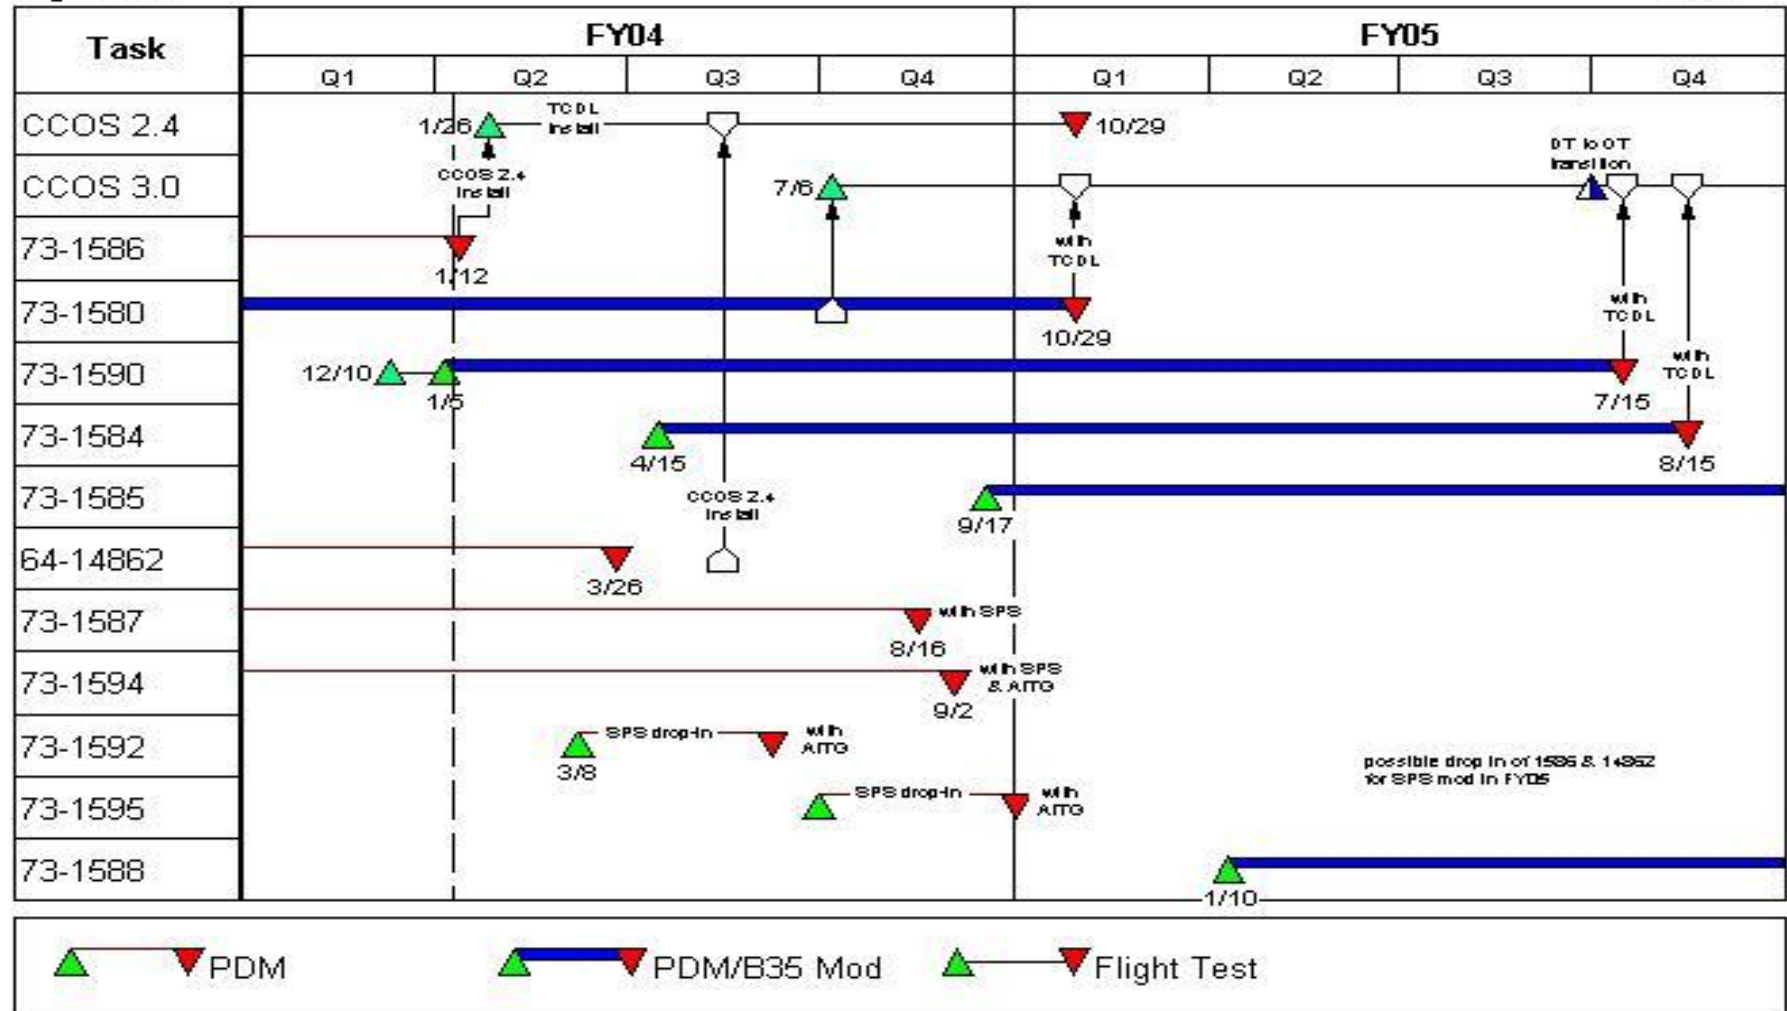 Task
FY04
FY05
Q1
Q2
Q3
Q4
Q1
Q2
Q3
Q4
CCOS 2.4
1/26
TCDL
Install
10/29
DT to OT
transition
CCOS 3.0
CCOS 2.4
Install
7/6
73-1586
1/12
with
TCDL
73-1580
10/29
with
TCDL
73-1590
12/10
1/5
7/15
with
TCDL
73-1584
4/15
8/15
73-1585
CCOS 2.4
Install
9/17
64-14862
3/26
73-1587
8/16
with SPS
73-1594
9/2
with SPS
& AITG
73-1592
3/8
SPS drop-in
with
AITG
possible drop in of 1586 & 14862
for SPS mod in FY05
73-1595
SPS drop-in
with
AITG
73-1588
1/10
PDM
PDM/B35 Mod
Flight Test